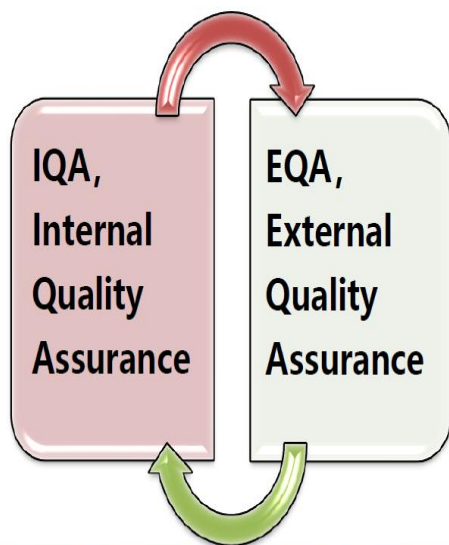 IQA,
Internal
Quality
Assurance
EQA,
External
Quality
Assurance